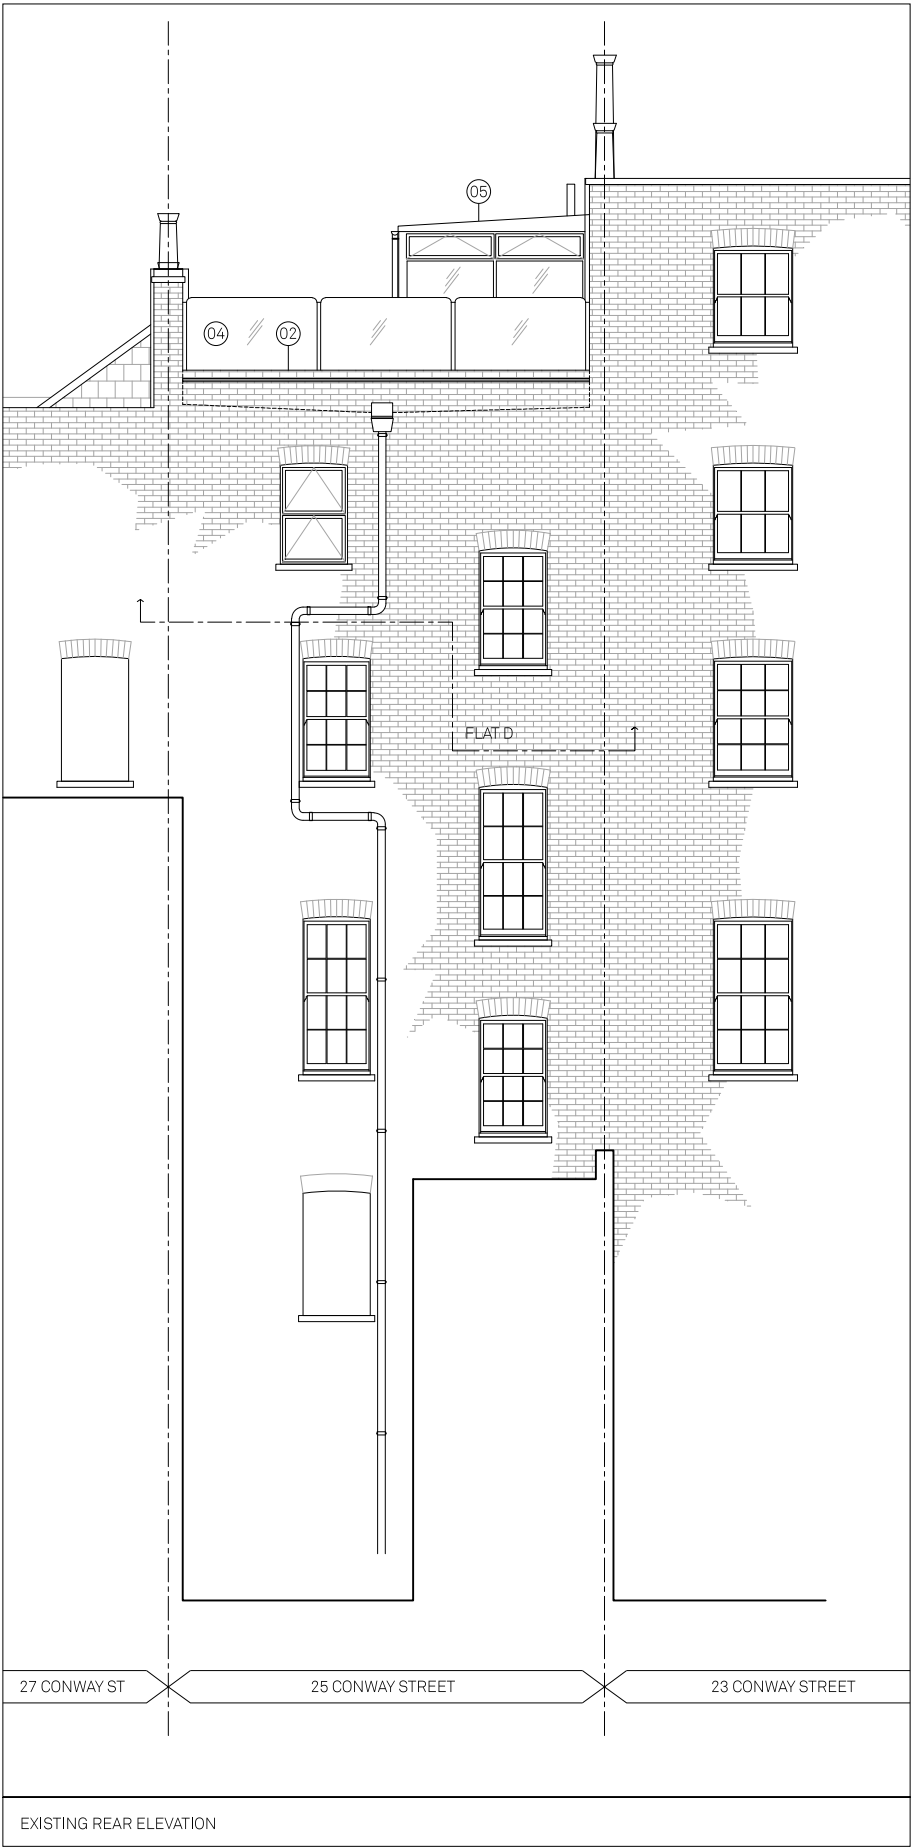 05
04
02
FLAT D
27 CONWAY ST
25 CONWAY STREET
23 CONWAY STREET
EXISTING REAR ELEVATION